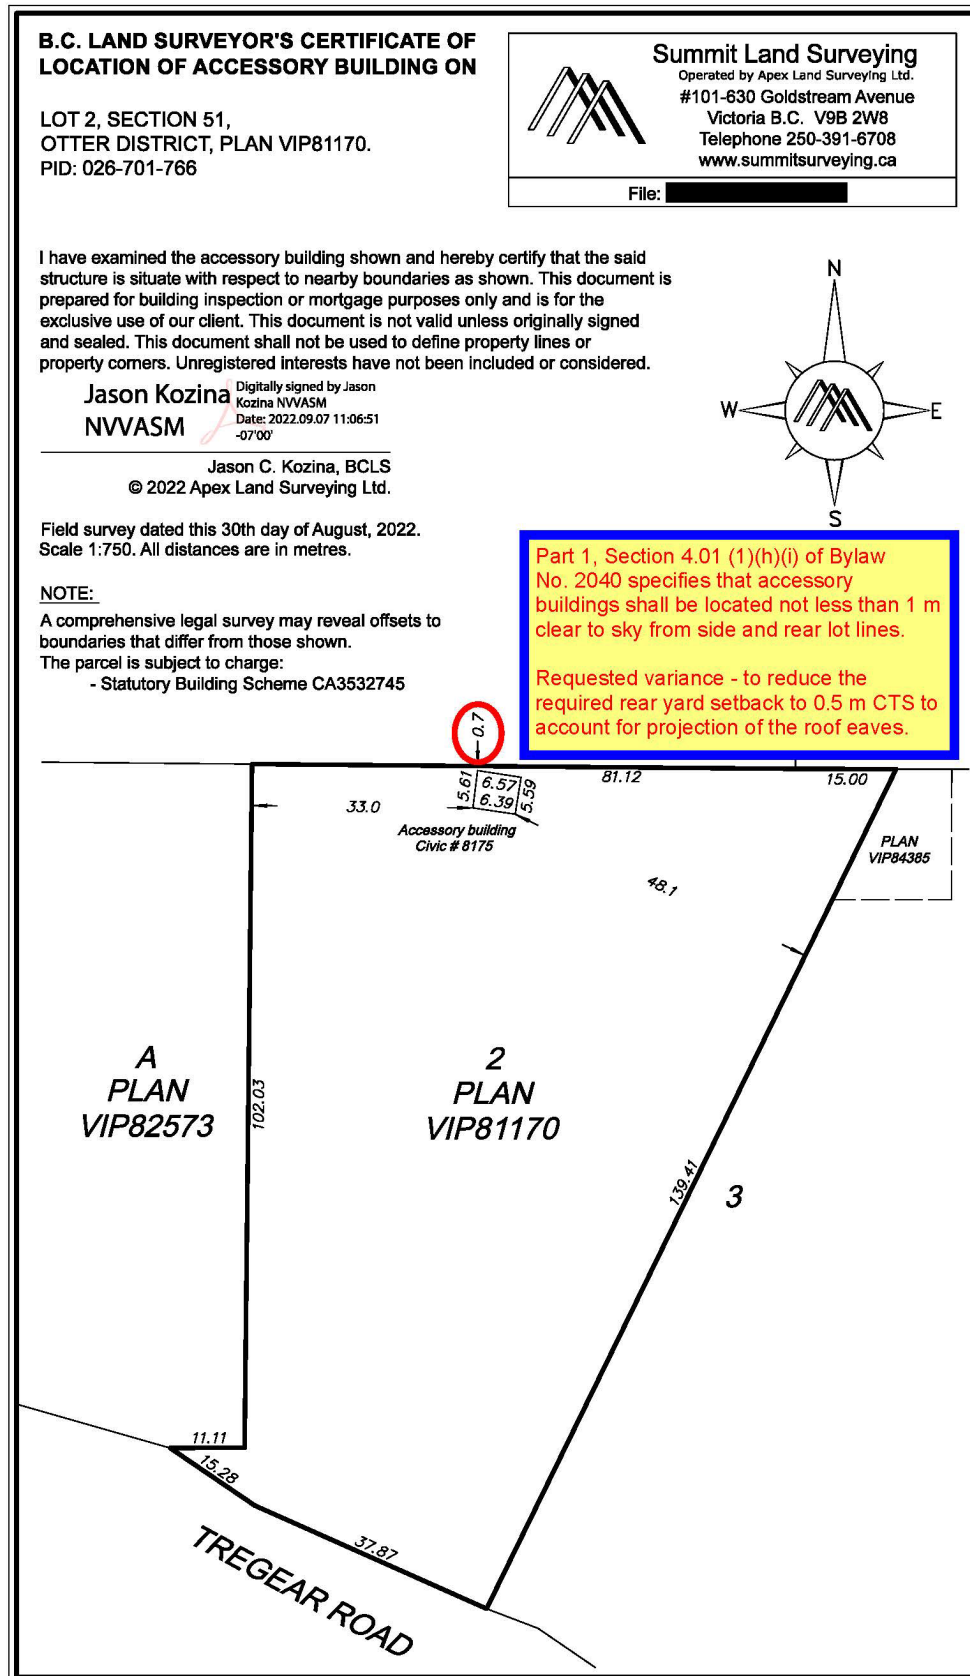 B.C. LAND SURVEYOR'S CERTIFICATE OF
LOCATION OF ACCESSORY BUILDING ON
LOT 2, SECTION 51,
OTTER DISTRICT, PLAN VIP81170.
PID: 026-701-766
Summit Land Surveying
Operated by Apex Land Surveying Ltd.
#101-630 Goldstream Avenue
Victoria B.C. V9B 2W8
Telephone 250-391-6708
www.summitsurveying.ca
File:
I have examined the accessory building shown and hereby certify that the said
structure is situate with respect to nearby boundaries as shown. This document is
prepared for building inspection or mortgage purposes only and is for the
exclusive use of our client. This document is not valid unless originally signed
and sealed. This document shall not be used to define property lines or
property corners. Unregistered interests have not been included or considered.
Jason Kozina
NVVASM
Digitally signed by Jason
Kozina NVVASM
Date: 2022.09.07 11:06:51
-07'00'
Jason C. Kozina, BCLS
© 2022 Apex Land Surveying Ltd.
N
W
E
S
Field survey dated this 30th day of August, 2022.
Scale 1:750. All distances are in metres.
NOTE:
A comprehensive legal survey may reveal offsets to
boundaries that differ from those shown.
The parcel is subject to charge:
- Statutory Building Scheme CA3532745
Part 1, Section 4.01 (1)(h)(i) of Bylaw
No. 2040 specifies that accessory
buildings shall be located not less than 1 m
clear to sky from side and rear lot lines.
Requested variance - to reduce the
required rear yard setback to 0.5 m CTS to
account for projection of the roof eaves.
0.7
81.12
15.00
33.0
5.61
6.57
6.39
5.59
Accessory building
Civic # 8175
PLAN
VIP84385
48.1
A
PLAN
VIP82573
102.03
2
PLAN
VIP81170
139.41
3
11.11
15.28
37.87
TREGEAR ROAD